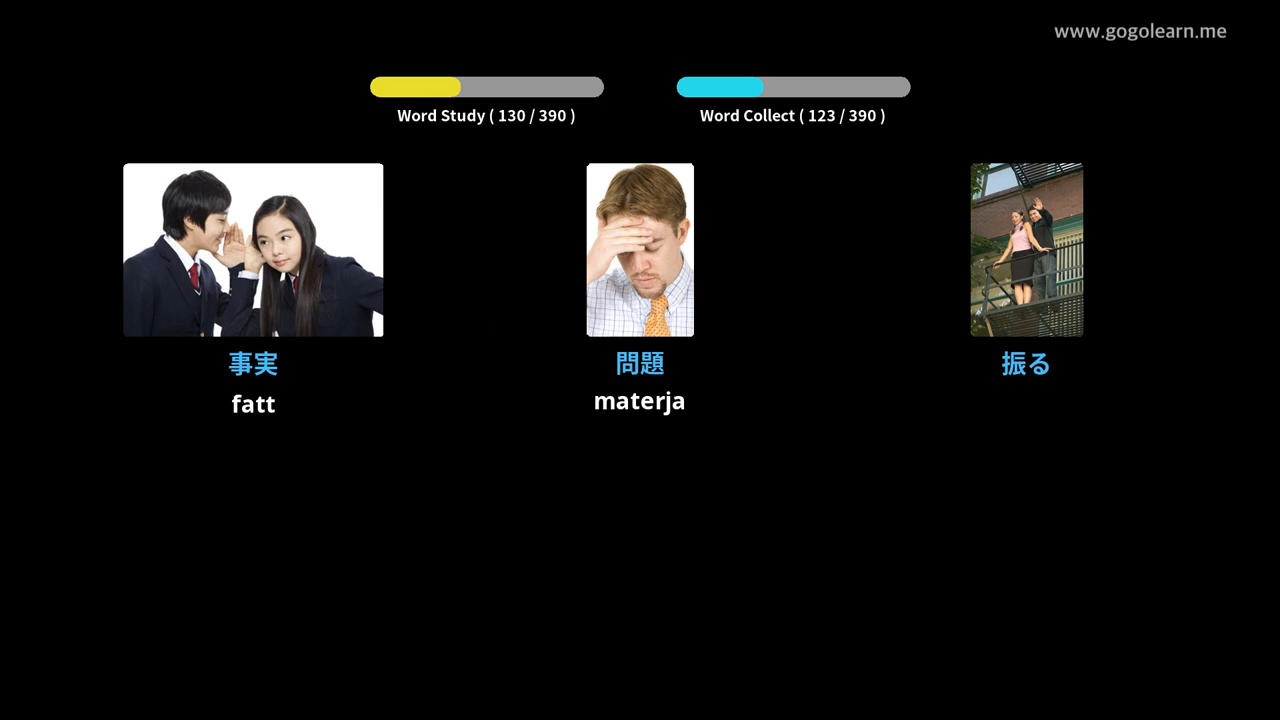 www.gogolearn.me
Word Study ( 130 / 390 )
Word Collect ( 123 / 390 )
事実
問題
振る
fatt
materja